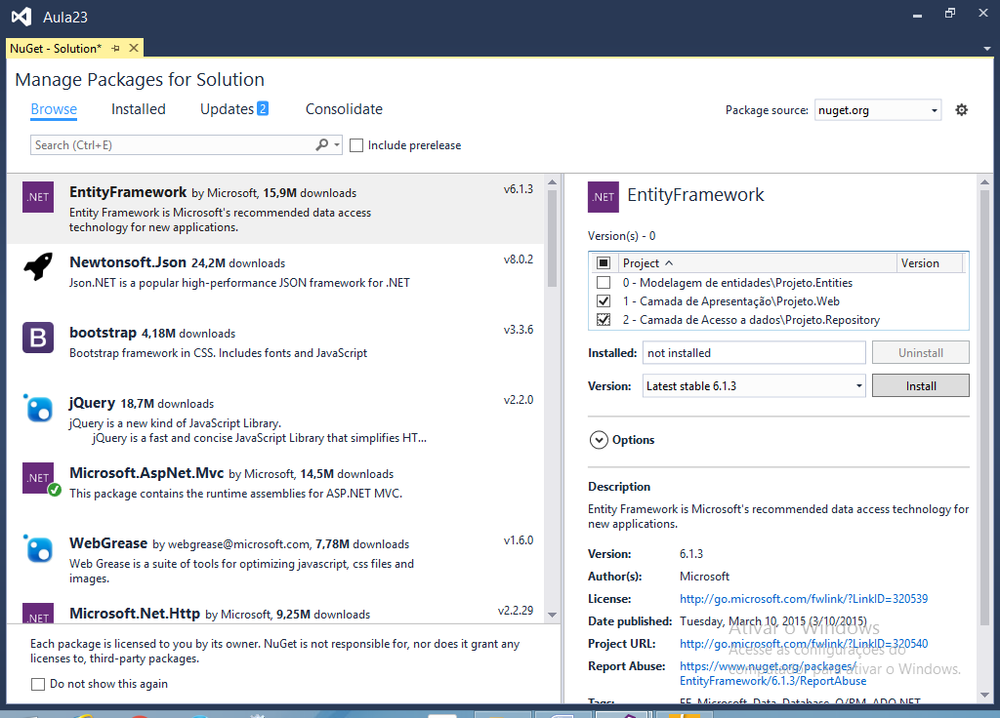 Aula23
NuGet - Solution*
Manage Packages for Solution
Browse
Installed
Updates 2
Consolidate
Package source: nuget.org
Search (Ctrl+E)
Include prerelease
.NET
EntityFramework by Microsoft, 15,9M downloads
v6.1.3
Entity Framework is Microsoft's recommended data access
technology for new applications.
Newtonsoft.Json 24,2M downloads
v8.0.2
Json.NET is a popular high-performance JSON framework for .NET
B
bootstrap 4,18M downloads
v3.3.6
Bootstrap framework in CSS. Includes fonts and JavaScript
jQuery 18,7M downloads
v2.2.0
jQuery is a new kind of JavaScript Library.
jQuery is a fast and concise JavaScript Library that simplifies HT...
.NET
Microsoft.AspNet.Mvc by Microsoft, 14,5M downloads
This package contains the runtime assemblies for ASP.NET MVC.
WebGrease by webgrease@microsoft.com, 7,78M downloads
v1.6.0
Web Grease is a suite of tools for optimizing javascript, css files and
images.
.NET
Microsoft.Net.Http by Microsoft, 9,25M downloads
v2.2.29
Each package is licensed to you by its owner. NuGet is not responsible for, nor does it grant any
licenses to, third-party packages.
Do not show this again
.NET
EntityFramework
Version(s) - 0
Project
Version
0 - Modelagem de entidades\Projeto.Entities
1 - Camada de Apresentação\Projeto.Web
2 - Camada de Acesso a dados\Projeto.Repository
Installed: not installed
Uninstall
Version: Latest stable 6.1.3
Install
Options
Description
Entity Framework is Microsoft's recommended data access technology for
new applications.
Version: 6.1.3
Author(s): Microsoft
License: http://go.microsoft.com/fwlink/?LinkID=320539
Date published: Tuesday, March 10, 2015 (3/10/2015)
Project URL: http://go.microsoft.com/fwlink/?LinkID=320540
Report Abuse: https://www.nuget.org/packages/
EntityFramework/6.1.3/ReportAbuse
Tags: EF, Microsoft, Data, Database, O/RM, ADO.NET
Ativar o Windows
Acesse as configurações do
computador para ativar o Windows.